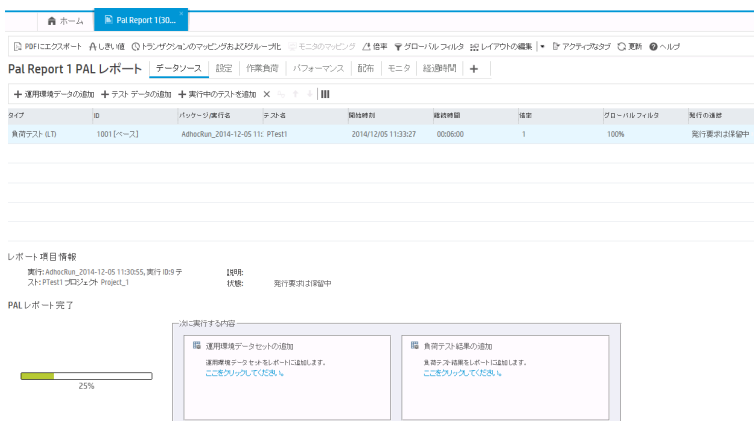 ホーム Pal Report 1(30...
PDFにエクスポート しきい値 トランザクションのマッピングおよびグループ化 モニタのマッピング 倍率 グローバル フィルタ レイアウトの編集 アクティブなタブ 更新 ヘルプ
Pal Report 1 PAL レポート データソース 設定 作業負荷 パフォーマンス 配布 モニタ 経過時間
運用環境データの追加 テスト データの追加 実行中のテストを追加
タイプ ID パッケージ/実行名 テスト名 開始時刻 継続時間 倍率 グローバルフィルタ 発行の進捗
負荷テスト (LT) 1001 [ベース] AdhocRun_2014-12-05 11:: PTest1 2014/12/05 11:33:27 00:06:00 1 100% 発行要求は保留中
レポート項目情報
実行: AdhocRun_2014-12-05 11:30:55, 実行 ID:9 テ 説明:
スト: PTest1 プロジェクト Project_1 状態: 発行要求は保留中
PALレポート完了
次に実行する内容
運用環境データセットの追加 負荷テスト結果の追加
運用環境データセットをレポートに追加します。 負荷テスト結果をレポートに追加します。
ここをクリックしてください。 ここをクリックしてください。
25%